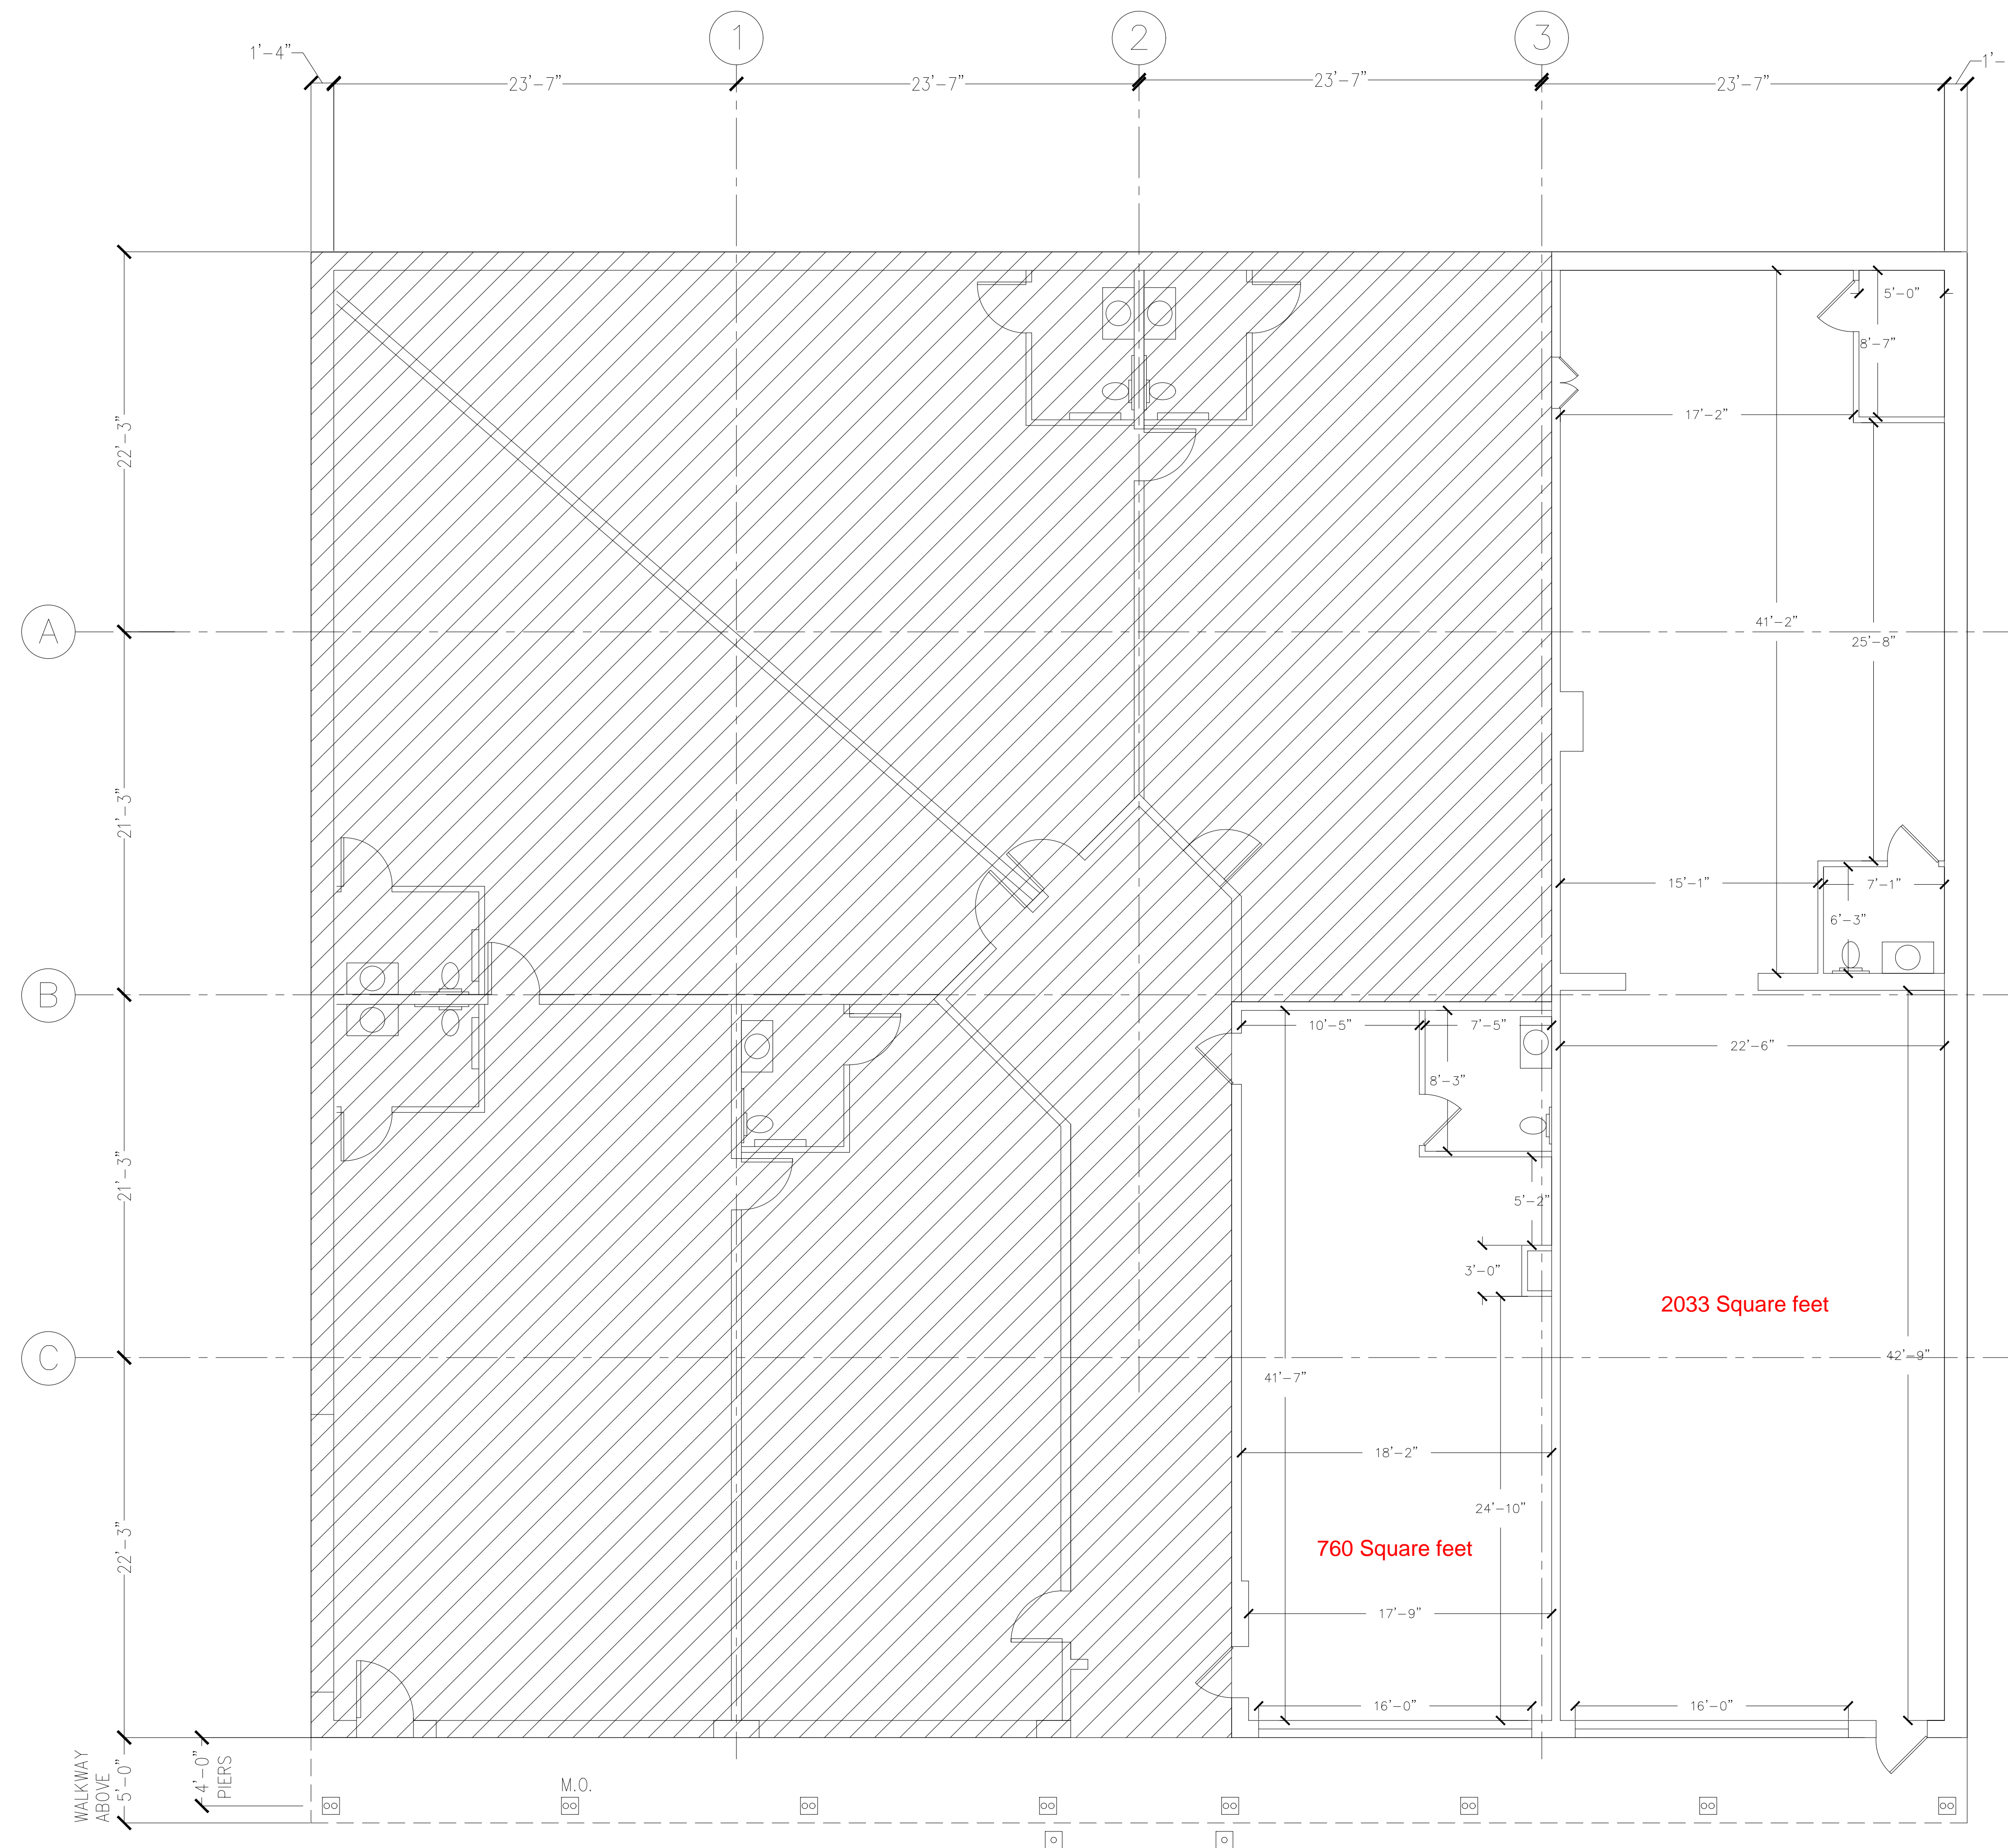 1 2 3
1'-4" 1'-
23'-7" 23'-7" 23'-7" 23'-7"
5'-0"
8'-7"
17'-2"
22'-3"
A
41'-2"
25'-8"
21'-3"
15'-1" 7'-1"
6'-3"
B
10'-5" 7'-5"
22'-6"
8'-3"
21'-3"
5'-2"
3'-0"
2033 Square feet
C
42'-9"
41'-7"
18'-2"
24'-10"
22'-3"
760 Square feet
17'-9"
16'-0" 16'-0"
WALKWAY
ABOVE
5'-0"
4'-0"
PIERS
M.O.